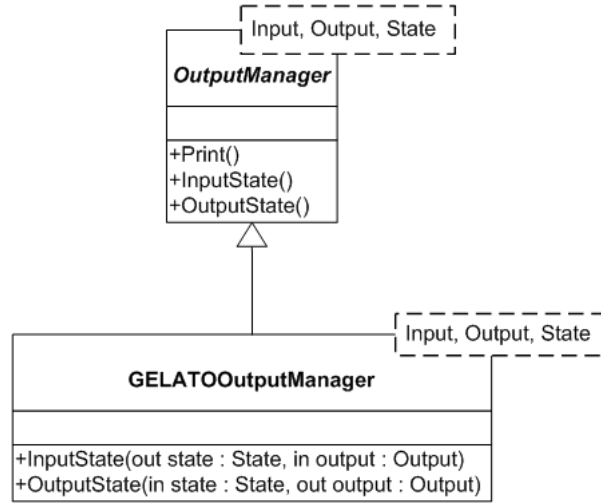 Input, Output, State
OutputManager
+Print()
+InputState()
+OutputState()
Input, Output, State
GELATOOutputManager
+InputState(out state : State, in output : Output)
+OutputState(in state : State, out output : Output)